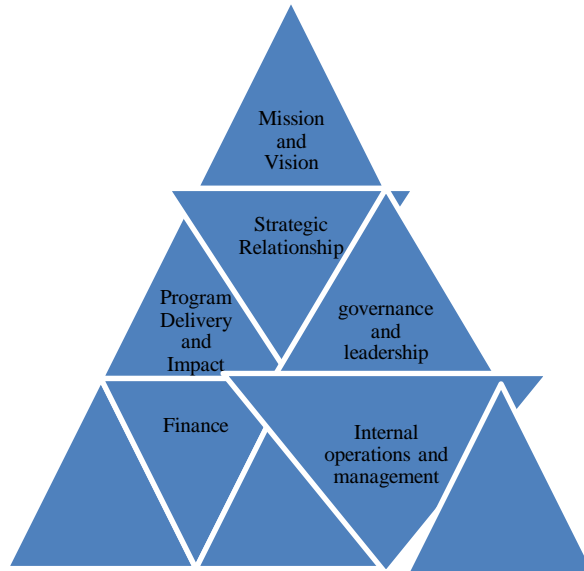 Mission
and
Vision
Strategic
Relationship
Program
Delivery
and
Impact
governance
and
leadership
Finance
Internal
operations and
management